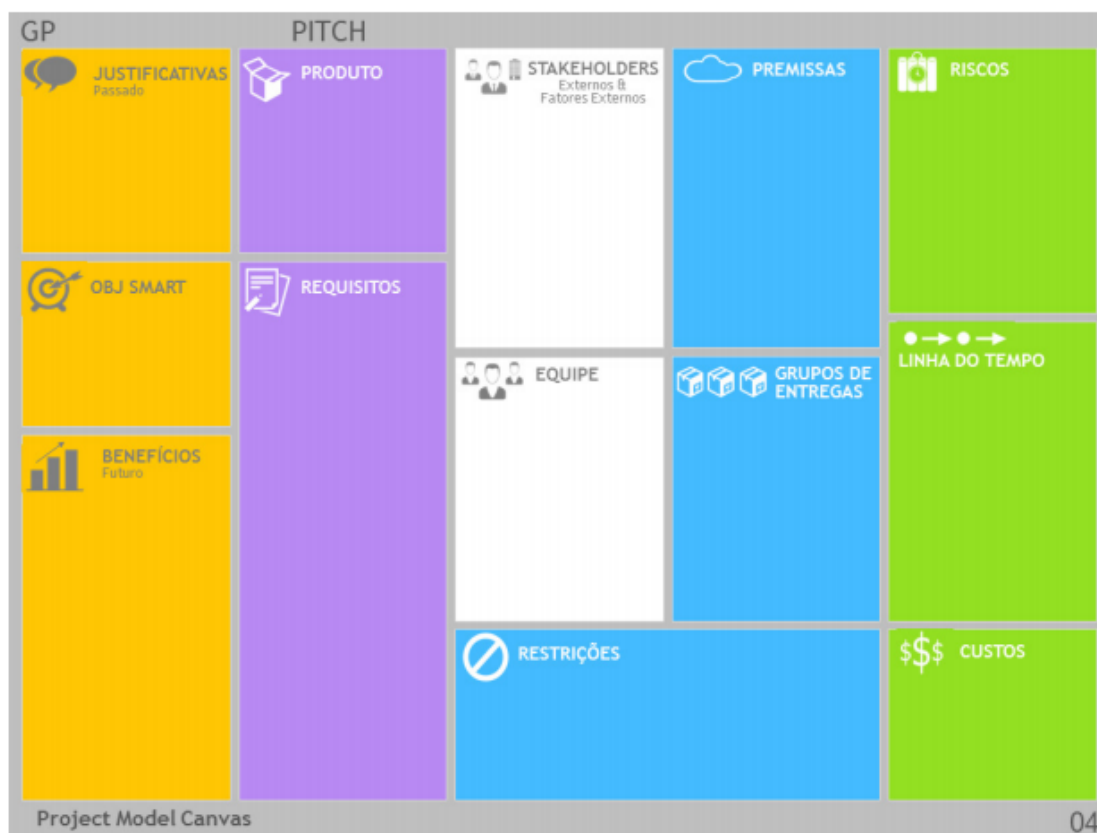 GP
PITCH
JUSTIFICATIVAS
Passado
OBJ SMART
BENEFÍCIOS
Futuro
PRODUTO
REQUISITOS
STAKEHOLDERS
Externos &
Fatores Externos
EQUIPE
PREMISSAS
GRUPOS DE
ENTREGAS
RESTRIÇÕES
RISCOS
LINHA DO TEMPO
$$$ CUSTOS
Project Model Canvas
04